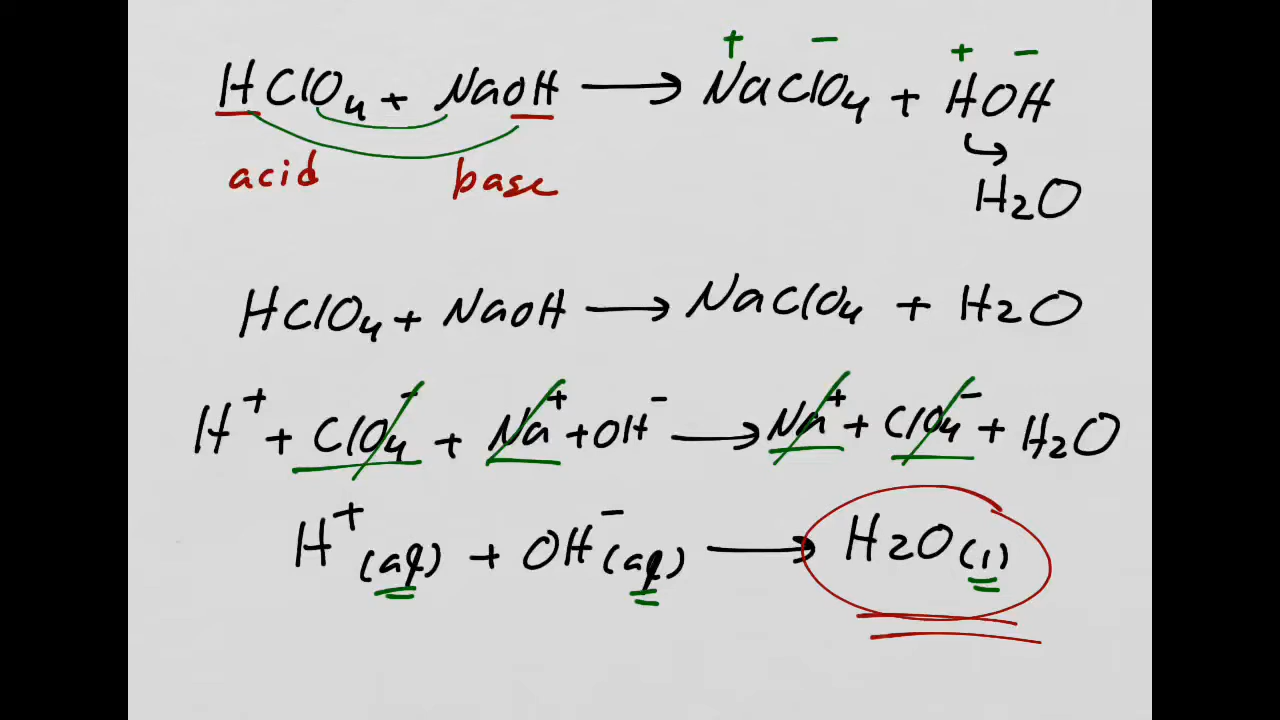 HClO4 + NaOH → NaClO4 + HOH
acid base
H2O
HClO4 + NaOH → NaClO4 + H2O
H+ + ClO4- + Na+ + OH- → Na+ + ClO4- + H2O
H+(aq) + OH-(aq) → H2O(l)